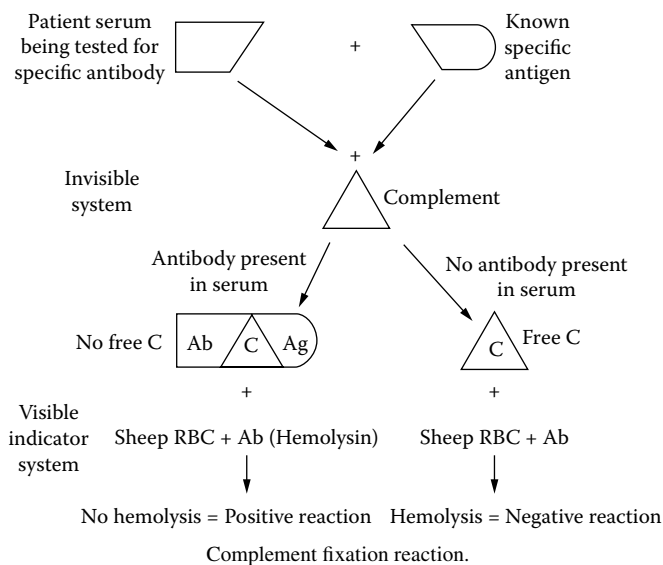 Patient serum
being tested for
specific antibody
+
Known
specific
antigen
+
Invisible
system
Complement
Antibody present
in serum
No antibody present
in serum
No free C
Ab
C
Ag
C
Free C
+
+
Visible
indicator
system
Sheep RBC + Ab (Hemolysin)
Sheep RBC + Ab
No hemolysis = Positive reaction
Hemolysis = Negative reaction
Complement fixation reaction.